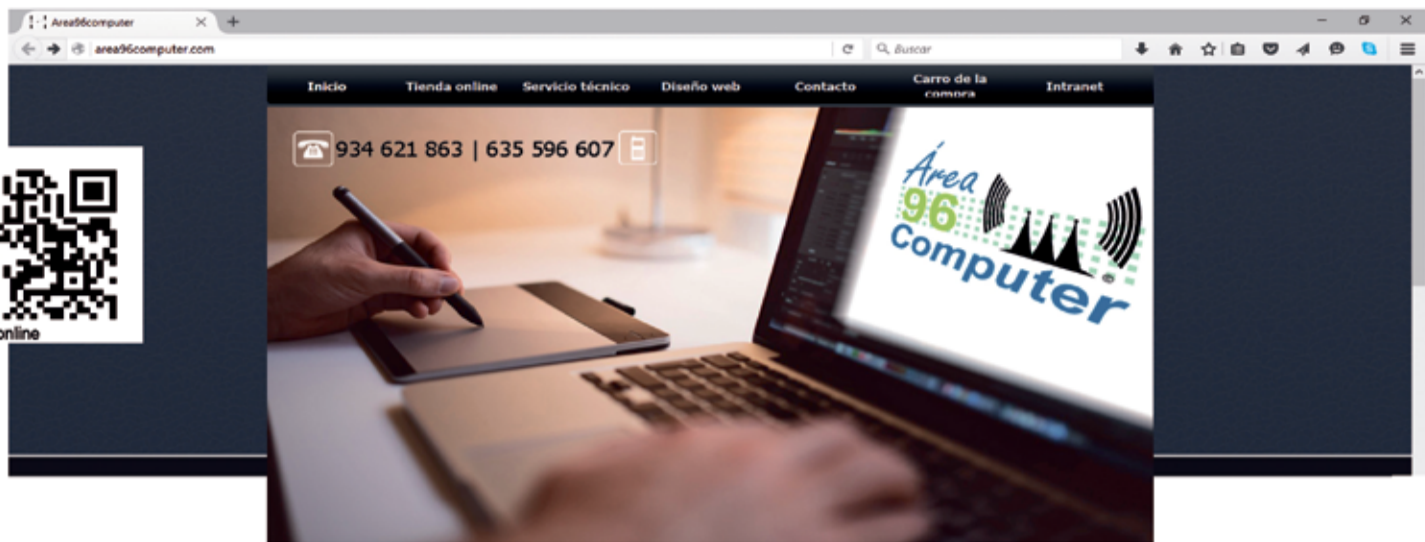 Area96computer
area96computer.com
Buscar
Inicio
Tienda online
Servicio técnico
Diseño web
Contacto
Carro de la
compra
Intranet
934 621 863 | 635 596 607
Área
96
Computer
online